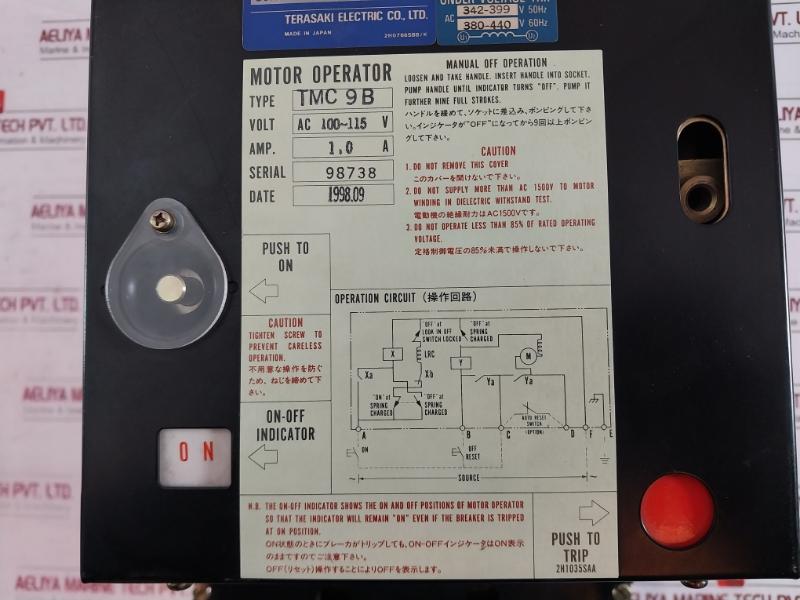 TERASAKI ELECTRIC CO., LTD.
MADE IN JAPAN
2H0766SBB/K
AC 342-399 V 50Hz
380-440 V 60Hz
MOTOR OPERATOR
TYPE TMC 9B
VOLT AC 100~115 V
AMP. 1.0 A
SERIAL 98738
DATE 1998.09
MANUAL OFF OPERATION
LOOSEN AND TAKE HANDLE. INSERT HANDLE INTO SOCKET.
PUMP HANDLE UNTIL INDICATOR TURNS "OFF". PUMP IT
FURTHER NINE FULL STROKES.
ハンドルを緩めて、ソケットに差込み、ポンピングして下さ
い。インジケータが"OFF"になってから9回以上ポンピン
グして下さい。
CAUTION
1. DO NOT REMOVE THIS COVER
このカバーを開けないで下さい。
2. DO NOT SUPPLY MORE THAN AC 1500V TO MOTOR
WINDING IN DIELECTRIC WITHSTAND TEST.
電動機の絶縁耐力はAC1500Vです。
3. DO NOT OPERATE LESS THAN 85% OF RATED OPERATING
VOLTAGE.
定格制御電圧の85%未満で操作しないで下さい。
PUSH TO
ON
CAUTION
TIGHTEN SCREW TO
PREVENT CARELESS
OPERATION.
不用意な操作を防ぐ
ため、ねじを締めて下
さい。
ON-OFF
INDICATOR
ON
OPERATION CIRCUIT (操作回路)
"OFF" at
LOCK IN OFF
SWITCH LOCKED
"OFF" at
SPRING
CHARGED
X
LRC
Y
M
Xa
Xb
Ya
Ya
"ON" at
SPRING
CHARGED
"OFF" at
SPRING
CHARGED
AUTO RESET
SWITCH
(OPTION)
A B C D F E
ON
OFF
RESET
SOURCE
N.B. THE ON-OFF INDICATOR SHOWS THE ON AND OFF POSITIONS OF MOTOR OPERATOR
SO THAT THE INDICATOR WILL REMAIN "ON" EVEN IF THE BREAKER IS TRIPPED
AT ON POSITION.
ON状態のときにブレーカがトリップしても、ON-OFFインジケータはON表示
のままですのでご注意下さい。
OFF(リセット)操作することによりOFFを表示します。
PUSH TO
TRIP
2H1035SAA
AELIYA MARINE TECH PVT. LTD.